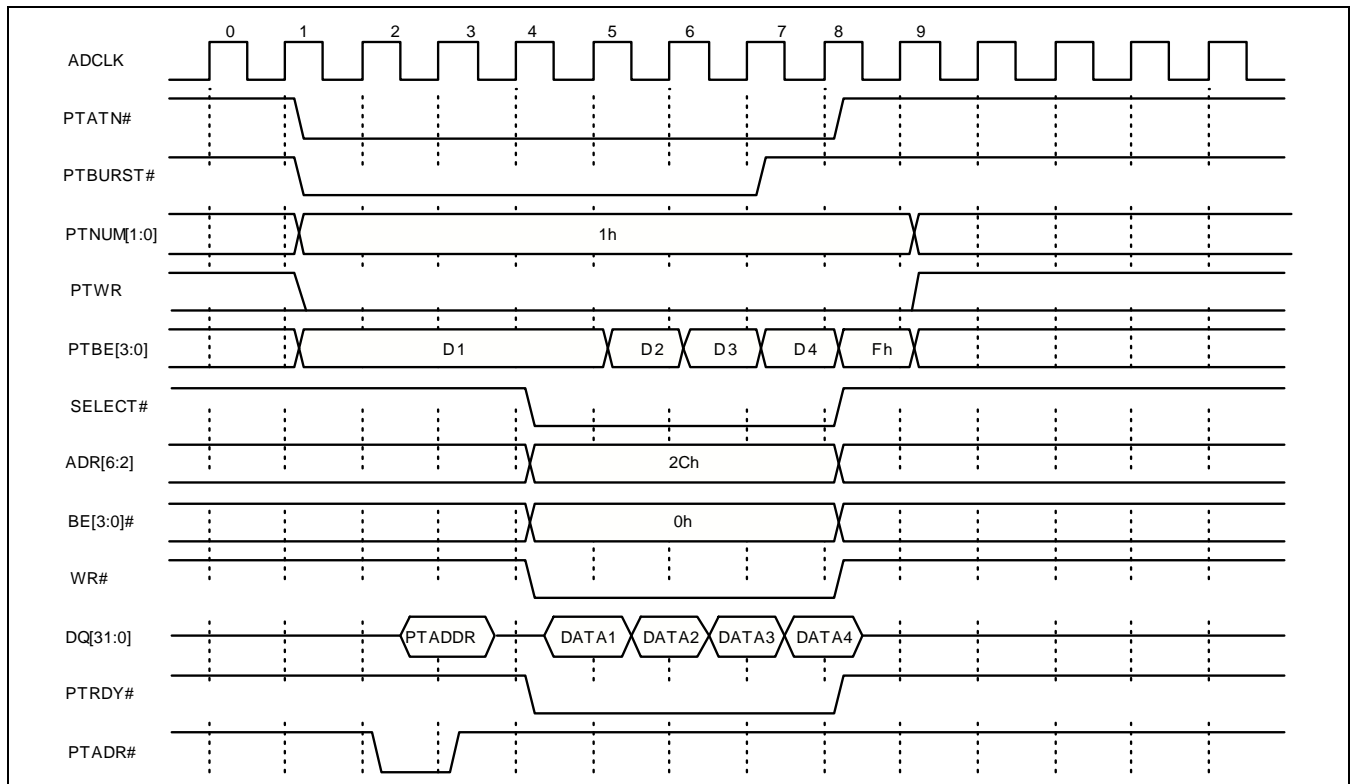 0 1 2 3 4 5 6 7 8 9
ADCLK
PTATN#
PTBURST#
PTNUM[1:0] 1h
PTWR
PTBE[3:0] D1 D2 D3 D4 Fh
SELECT#
ADR[6:2] 2Ch
BE[3:0]# 0h
WR#
DQ[31:0] PTADDR DATA1 DATA2 DATA3 DATA4
PTRDY#
PTADR#